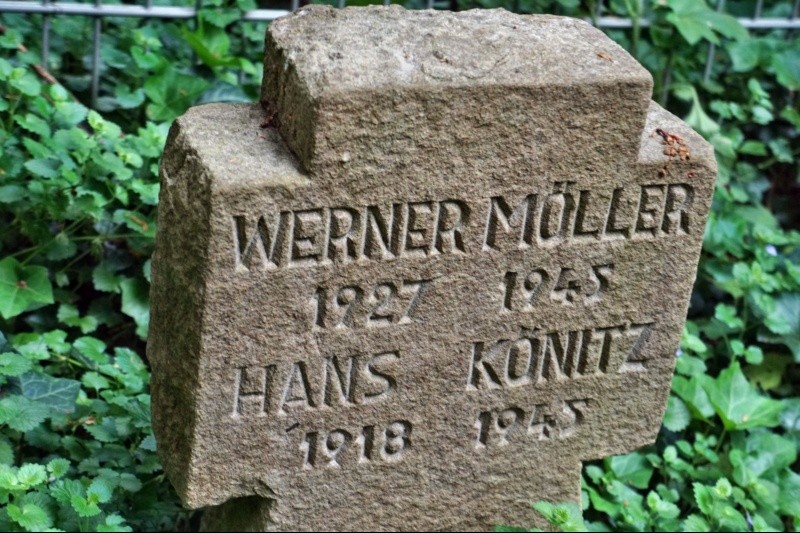 WERNER MÖLLER
1927 1945
HANS KÖNITZ
1918 1945